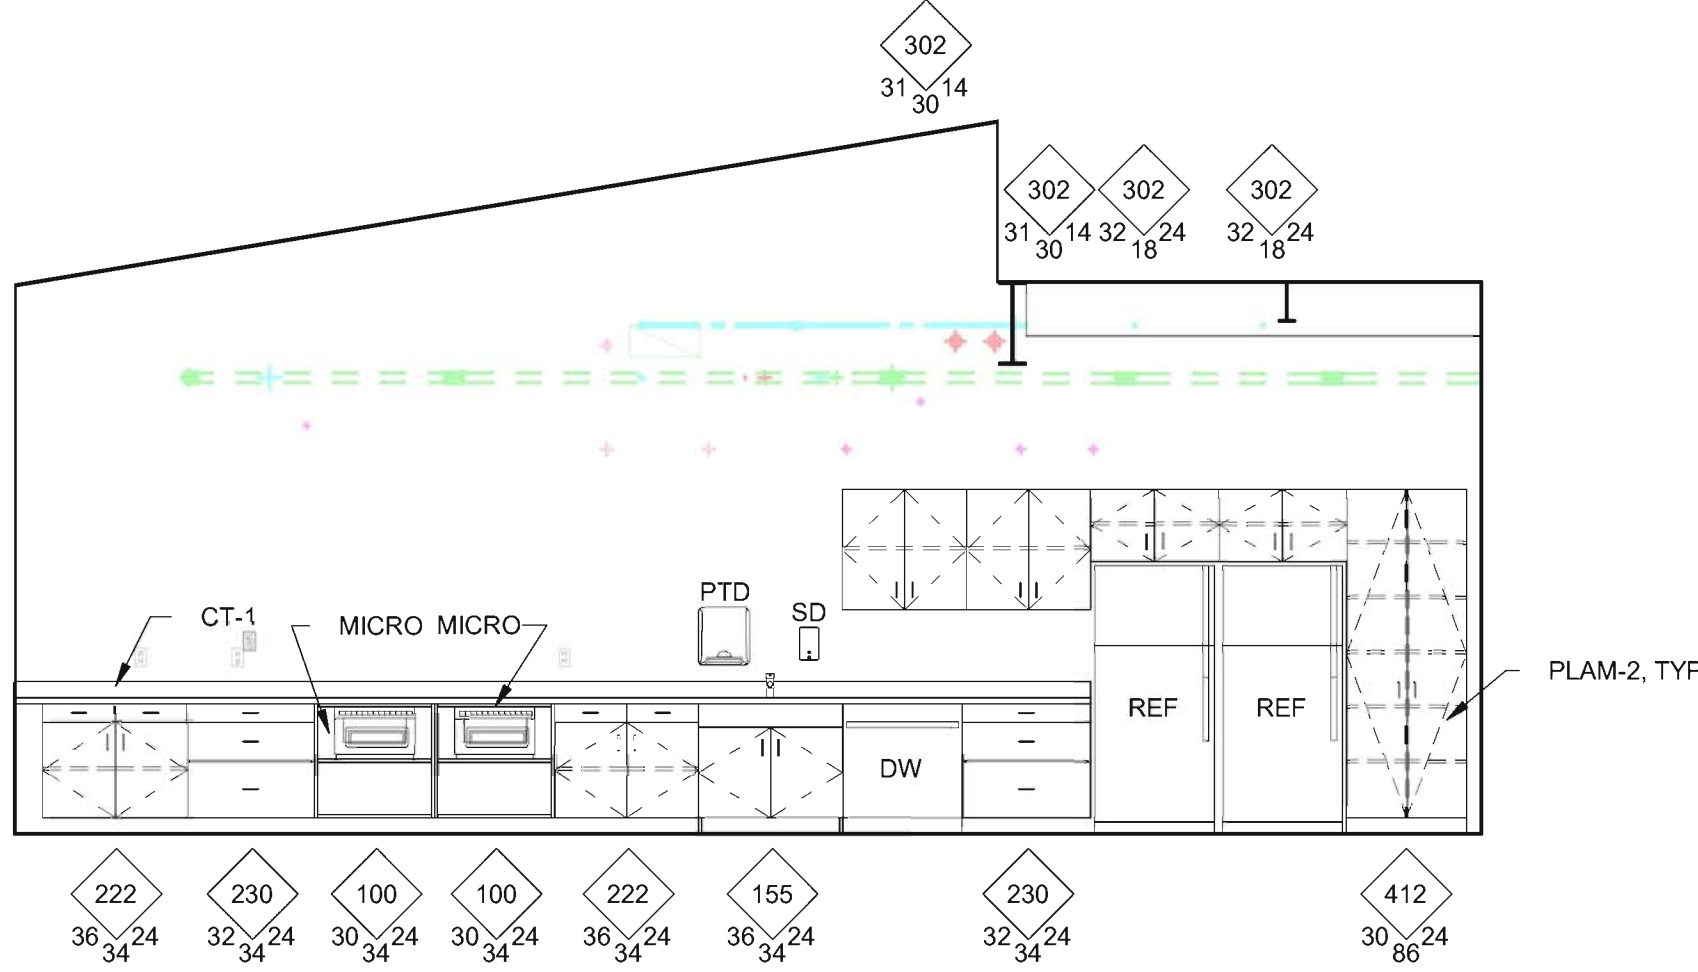 302
31 14
30
302 302 302
31 14 32 24 32 24
30 18 18
PTD
SD
CT-1
MICRO MICRO
PLAM-2, TYP
REF REF
DW
222 230 100 100 222 155 230 412
36 24 32 24 30 24 30 24 36 24 36 24 32 24 30 24
34 34 34 34 34 34 34 86